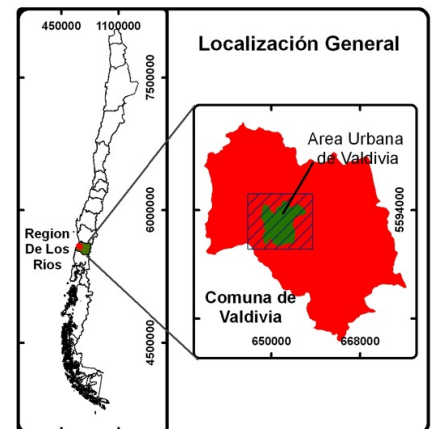 450000 1100000
7500000
6000000
4500000
Region
De Los
Ríos
Localización General
Area Urbana
de Valdivia
Comuna de
Valdivia
5594000
650000 668000